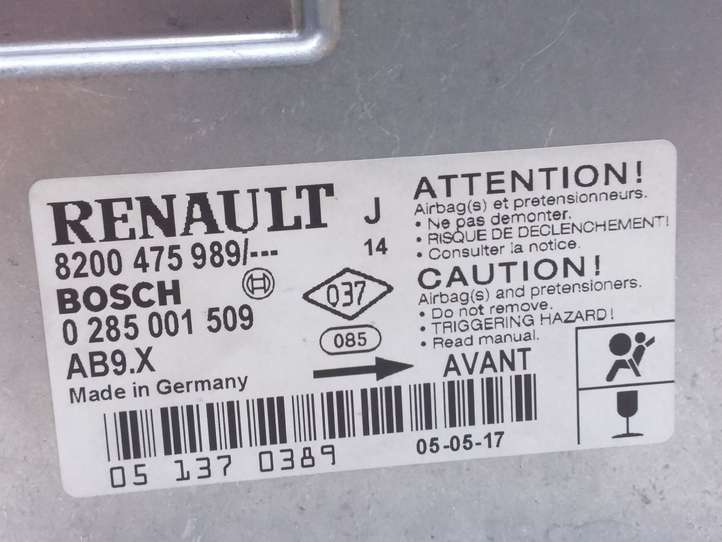 RENAULT J
8200 475 989/--- 14
BOSCH
0 285 001 509
AB9.X
Made in Germany
037
085
AVANT
ATTENTION!
Airbag(s) et pretensionneurs.
• Ne pas demonter.
• RISQUE DE DECLENCHEMENT!
• Consulter la notice.
CAUTION!
Airbag(s) and pretensioners.
• Do not remove.
• TRIGGERING HAZARD!
• Read manual.
05 137 0389
05-05-17